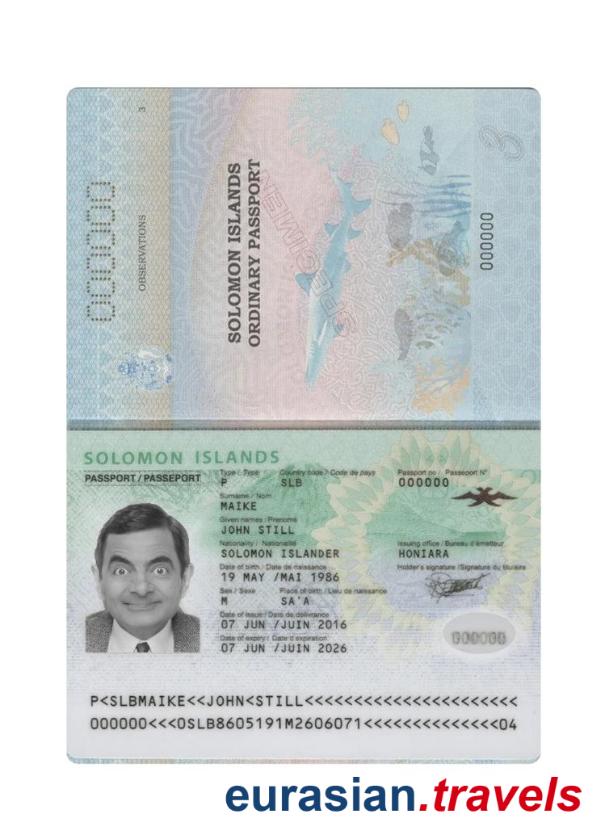 000000
3
OBSERVATIONS
SOLOMON ISLANDS
ORDINARY PASSPORT
SPECIMEN
3
000000
SOLOMON ISLANDS
PASSPORT / PASSEPORT
Type / Type Country code / Code de pays Passport no / Passeport N°
P SLB 000000
Surname / Nom
MAIKE
Given names / Prenoms
JOHN STILL
Nationality / Nationalité Issuing office / Bureau d'émetteur
SOLOMON ISLANDER HONIARA
Date of birth / Date de naissance Holder's signature /Signature du titulaire
19 MAY /MAI 1986
Sex / Sexe Place of birth / Lieu de naissance
M SA'A
Date of issue / Date de délivrance
07 JUN /JUIN 2016
Date of expiry / Date d'expiration
07 JUN /JUIN 2026
000000
P<SLBMAIKE<<JOHN<STILL<<<<<<<<<<<<<<<<<<<<<<
000000<<<0SLB8605191M2606071<<<<<<<<<<<<<<04
eurasian.travels